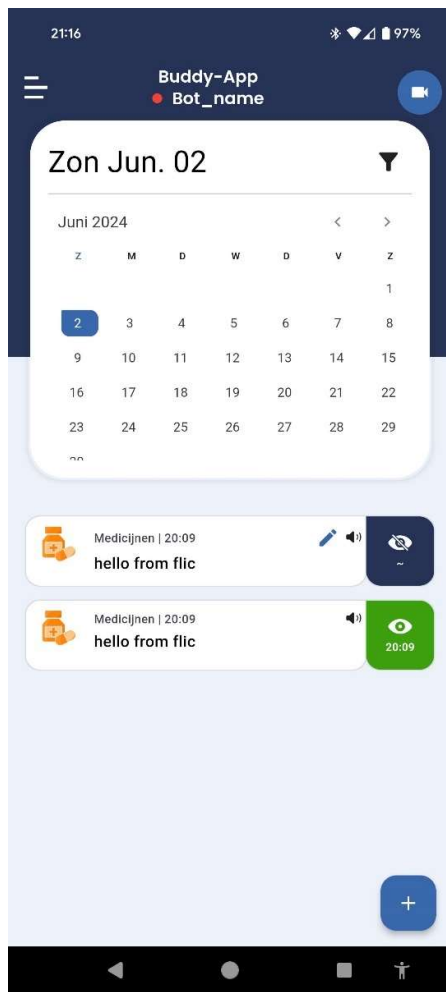 21:16 97%
Buddy-App
Bot_name
Zon Jun. 02
Juni 2024
Z M D W D V Z
1
2 3 4 5 6 7 8
9 10 11 12 13 14 15
16 17 18 19 20 21 22
23 24 25 26 27 28 29
Medicijnen | 20:09
hello from flic
~
Medicijnen | 20:09
hello from flic
20:09
+